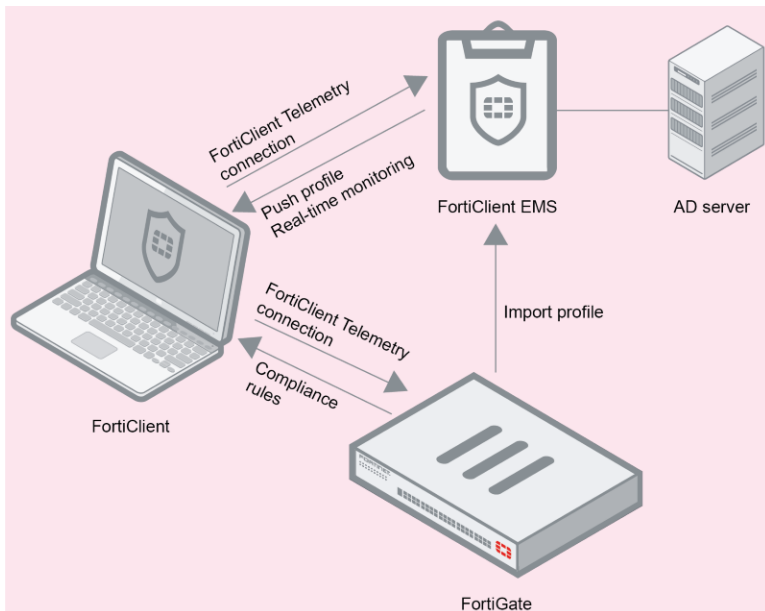 FortiClient Telemetry
connection
Push profile
Real-time monitoring
FortiClient EMS
AD server
Import profile
FortiClient Telemetry
connection
Compliance
rules
FortiClient
FORTINET
FortiGate